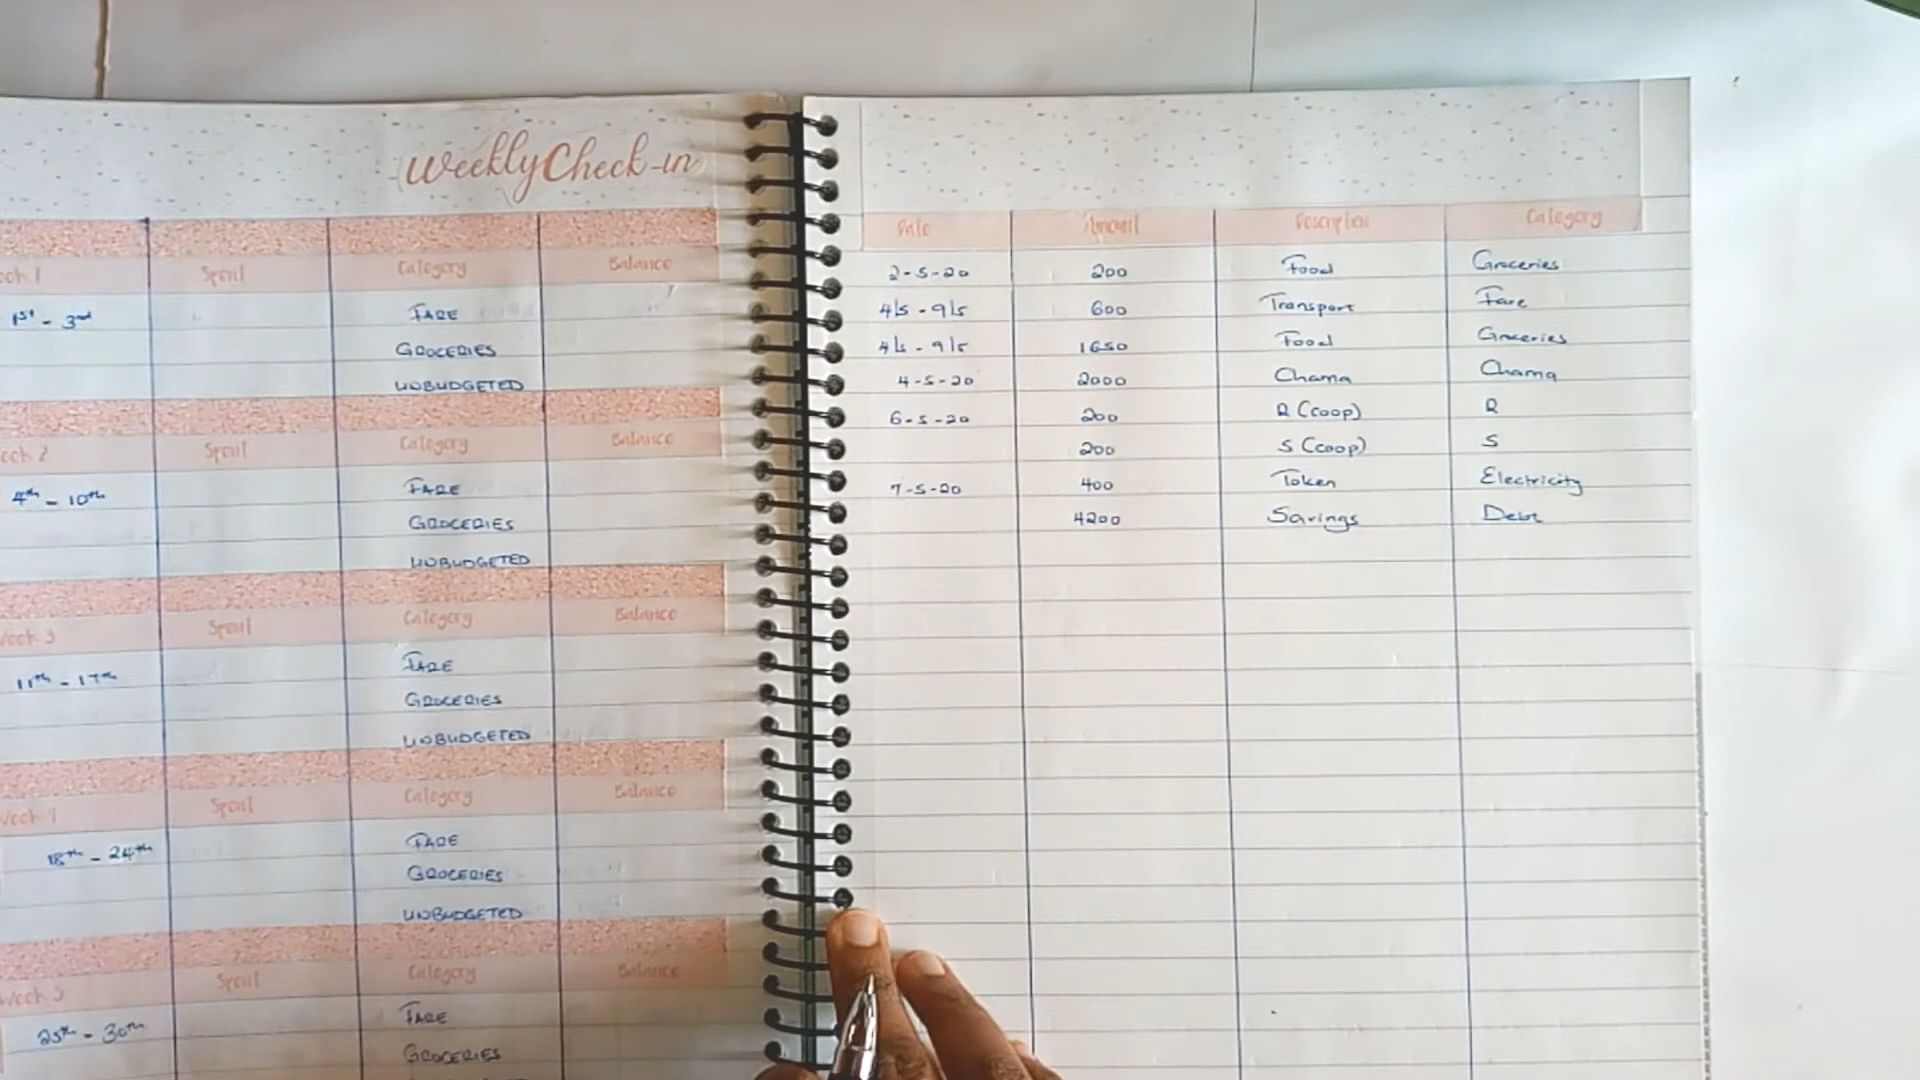 Weekly Check-in
Spent Category Balance
1st - 3rd FARE
GROCERIES
UNBUDGETED
Spent Category Balance
4th - 10th FARE
GROCERIES
UNBUDGETED
Spent Category Balance
11th - 17th FARE
GROCERIES
UNBUDGETED
Spent Category Balance
18th - 24th FARE
GROCERIES
UNBUDGETED
Spent Category Balance
25th - 30th FARE
GROCERIES
Date Amount Description Category
2-5-20 200 Food Groceries
4/5 - 9/5 600 Transport Fare
4/5 - 9/5 1650 Food Groceries
4-5-20 2000 Chama Chama
6-5-20 200 R (coop) R
200 S (coop) S
7-5-20 400 Token Electricity
4200 Savings Debt